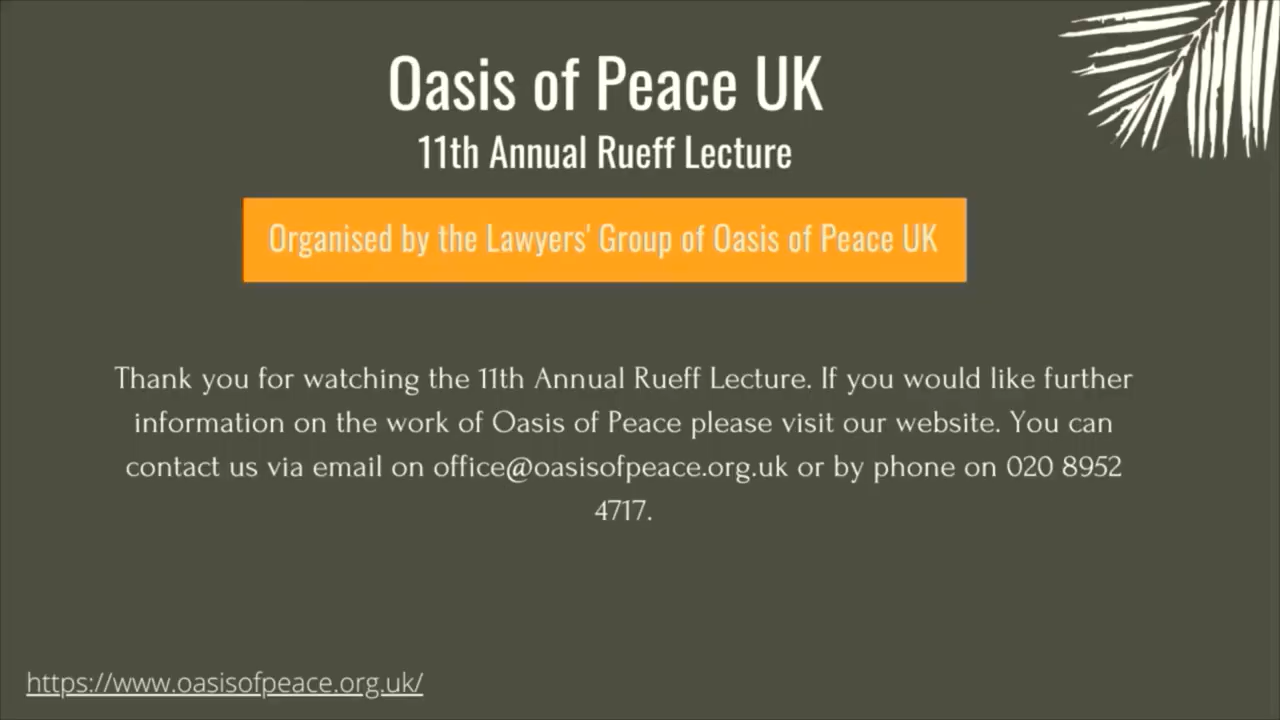 Oasis of Peace UK
11th Annual Rueff Lecture
Organised by the Lawyers' Group of Oasis of Peace UK
Thank you for watching the 11th Annual Rueff Lecture. If you would like further
information on the work of Oasis of Peace please visit our website. You can
contact us via email on office@oasisofpeace.org.uk or by phone on 020 8952
4717.
https://www.oasisofpeace.org.uk/